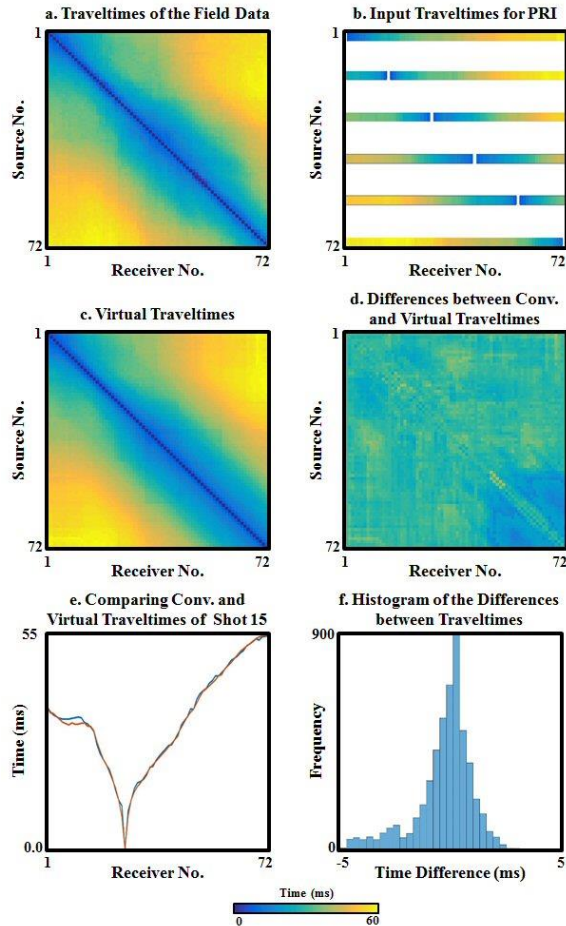 a. Traveltimes of the Field Data
1
Source No.
72
1
Receiver No.
72
b. Input Traveltimes for PRI
1
Source No.
72
1
Receiver No.
72
c. Virtual Traveltimes
1
Source No.
72
1
Receiver No.
72
d. Differences between Conv.
and Virtual Traveltimes
1
Source No.
72
1
Receiver No.
72
e. Comparing Conv. and
Virtual Traveltimes of Shot 15
55
Time (ms)
0.0
1
Receiver No.
72
f. Histogram of the Differences
between Traveltimes
900
Frequency
0
-5
Time Difference (ms)
5
Time (ms)
0
60